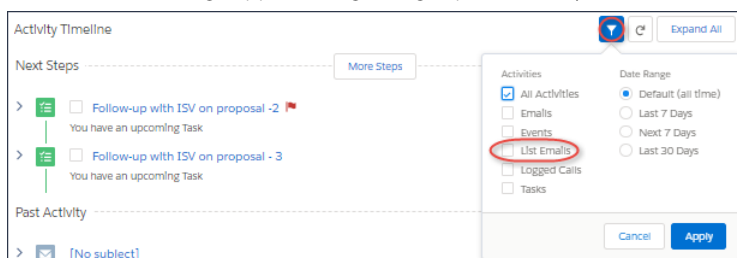 Activity Timeline
Expand All
Next Steps
More Steps
Follow-up with ISV on proposal -2
You have an upcoming Task
Follow-up with ISV on proposal - 3
You have an upcoming Task
Past Activity
[No subject]
Activities
All Activities
Emails
Events
List Emails
Logged Calls
Tasks
Date Range
Default (all time)
Last 7 Days
Next 7 Days
Last 30 Days
Cancel
Apply